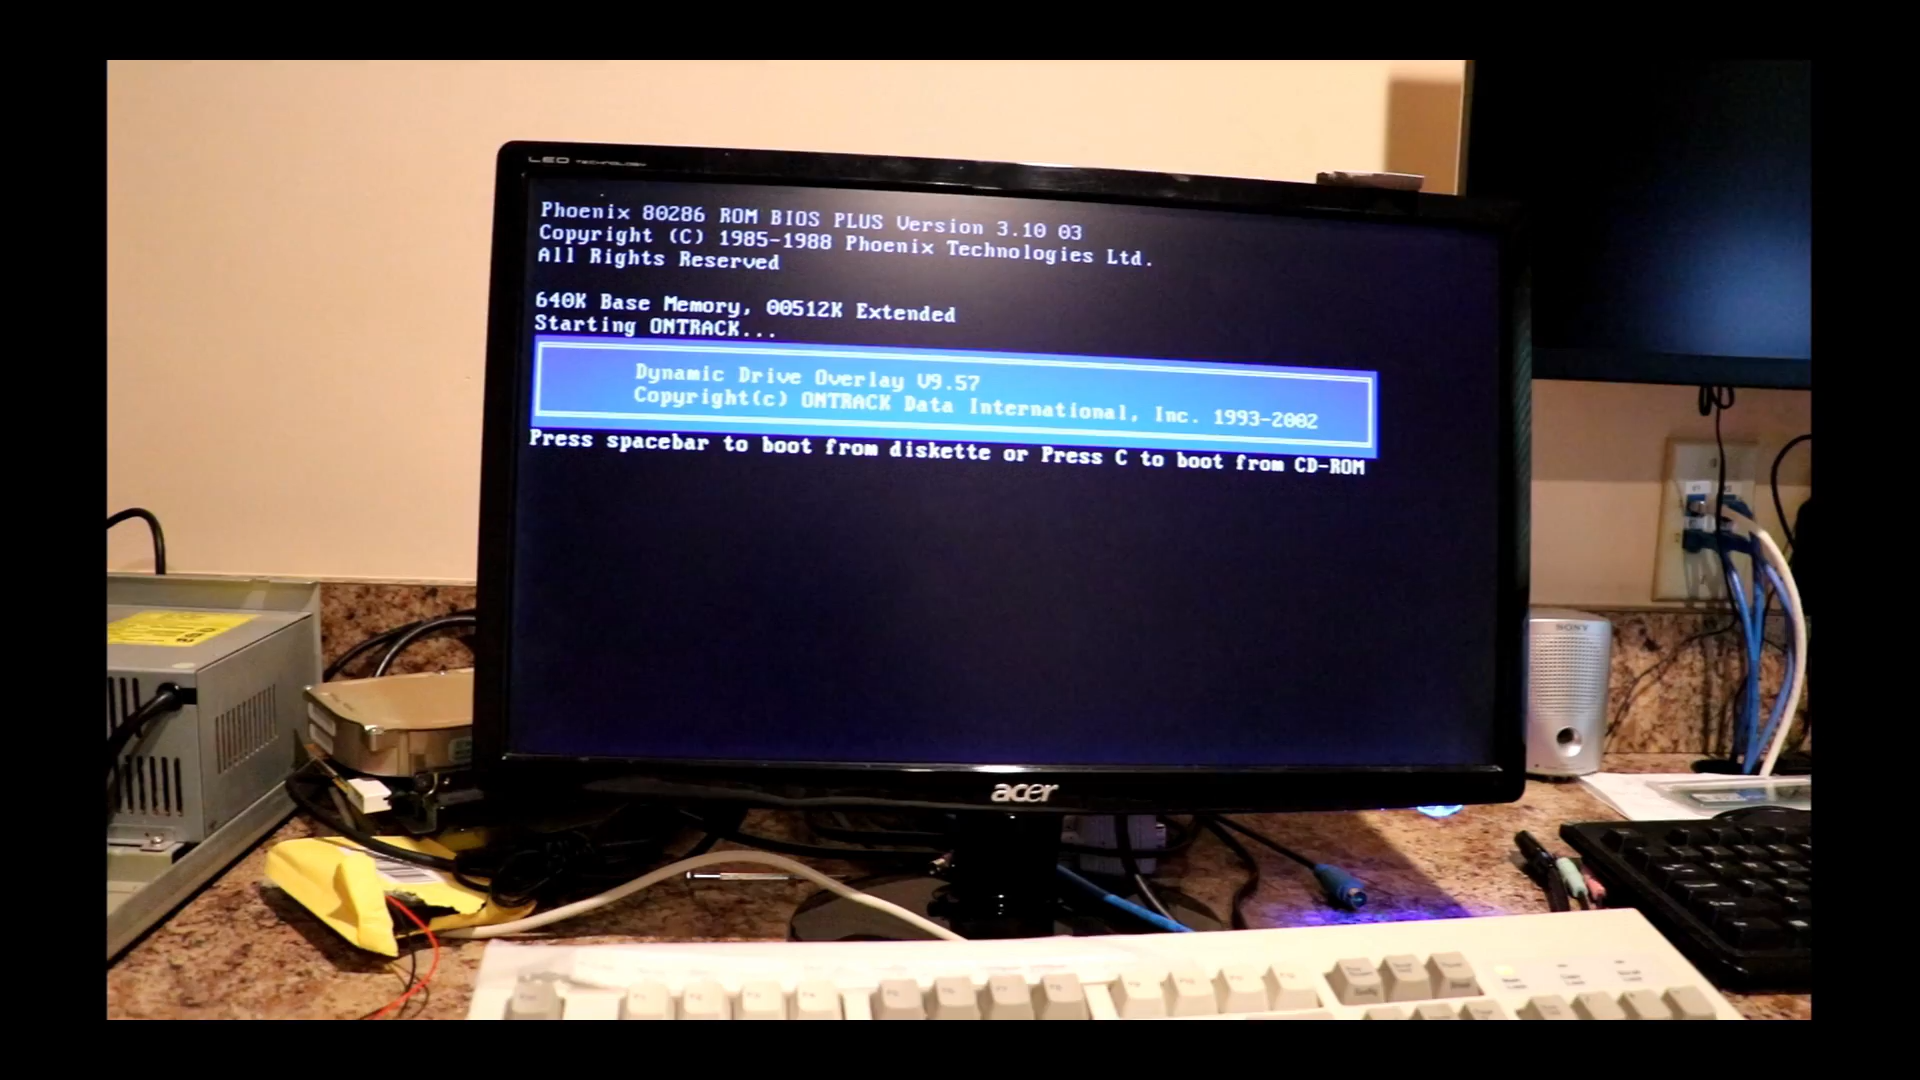 LED TECHNOLOGY
Phoenix 80286 ROM BIOS PLUS Version 3.10 03
Copyright (C) 1985-1988 Phoenix Technologies Ltd.
All Rights Reserved
640K Base Memory, 00512K Extended
Starting ONTRACK...
Dynamic Drive Overlay V9.57
Copyright(c) ONTRACK Data International, Inc. 1993-2002
Press spacebar to boot from diskette or Press C to boot from CD-ROM
SONY
acer